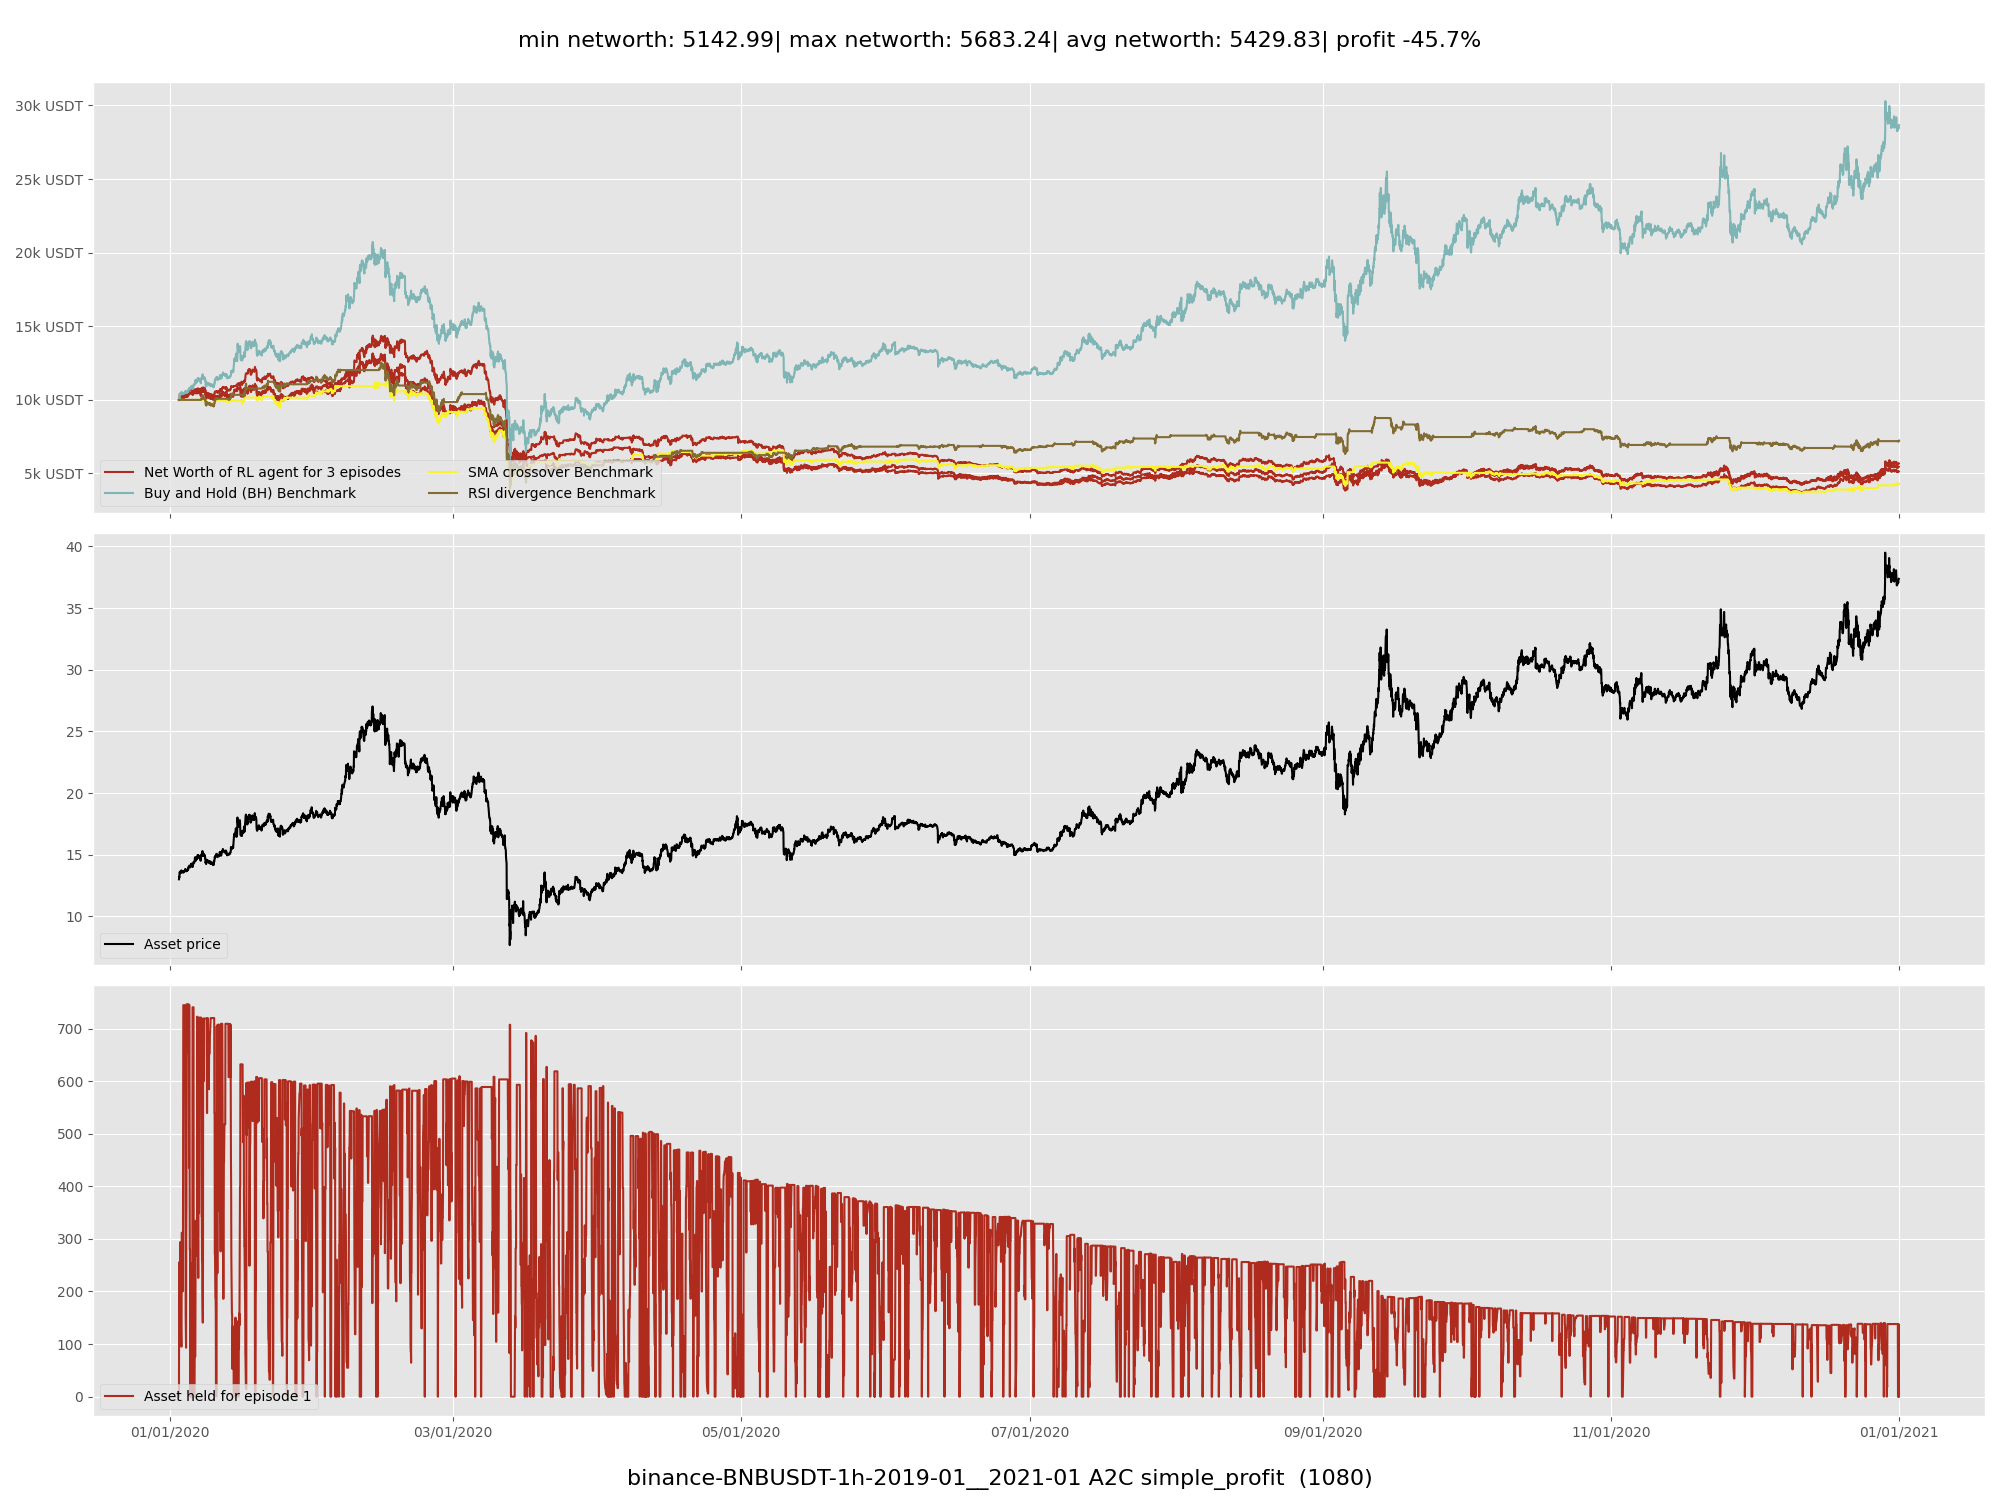 min networth: 5142.99| max networth: 5683.24| avg networth: 5429.83| profit -45.7%
30k USDT
25k USDT
20k USDT
15k USDT
10k USDT
5k USDT
Net Worth of RL agent for 3 episodes
Buy and Hold (BH) Benchmark
SMA crossover Benchmark
RSI divergence Benchmark
40
35
30
25
20
15
10
Asset price
700
600
500
400
300
200
100
0
Asset held for episode 1
01/01/2020 03/01/2020 05/01/2020 07/01/2020 09/01/2020 11/01/2020 01/01/2021
binance-BNBUSDT-1h-2019-01__2021-01 A2C simple_profit  (1080)